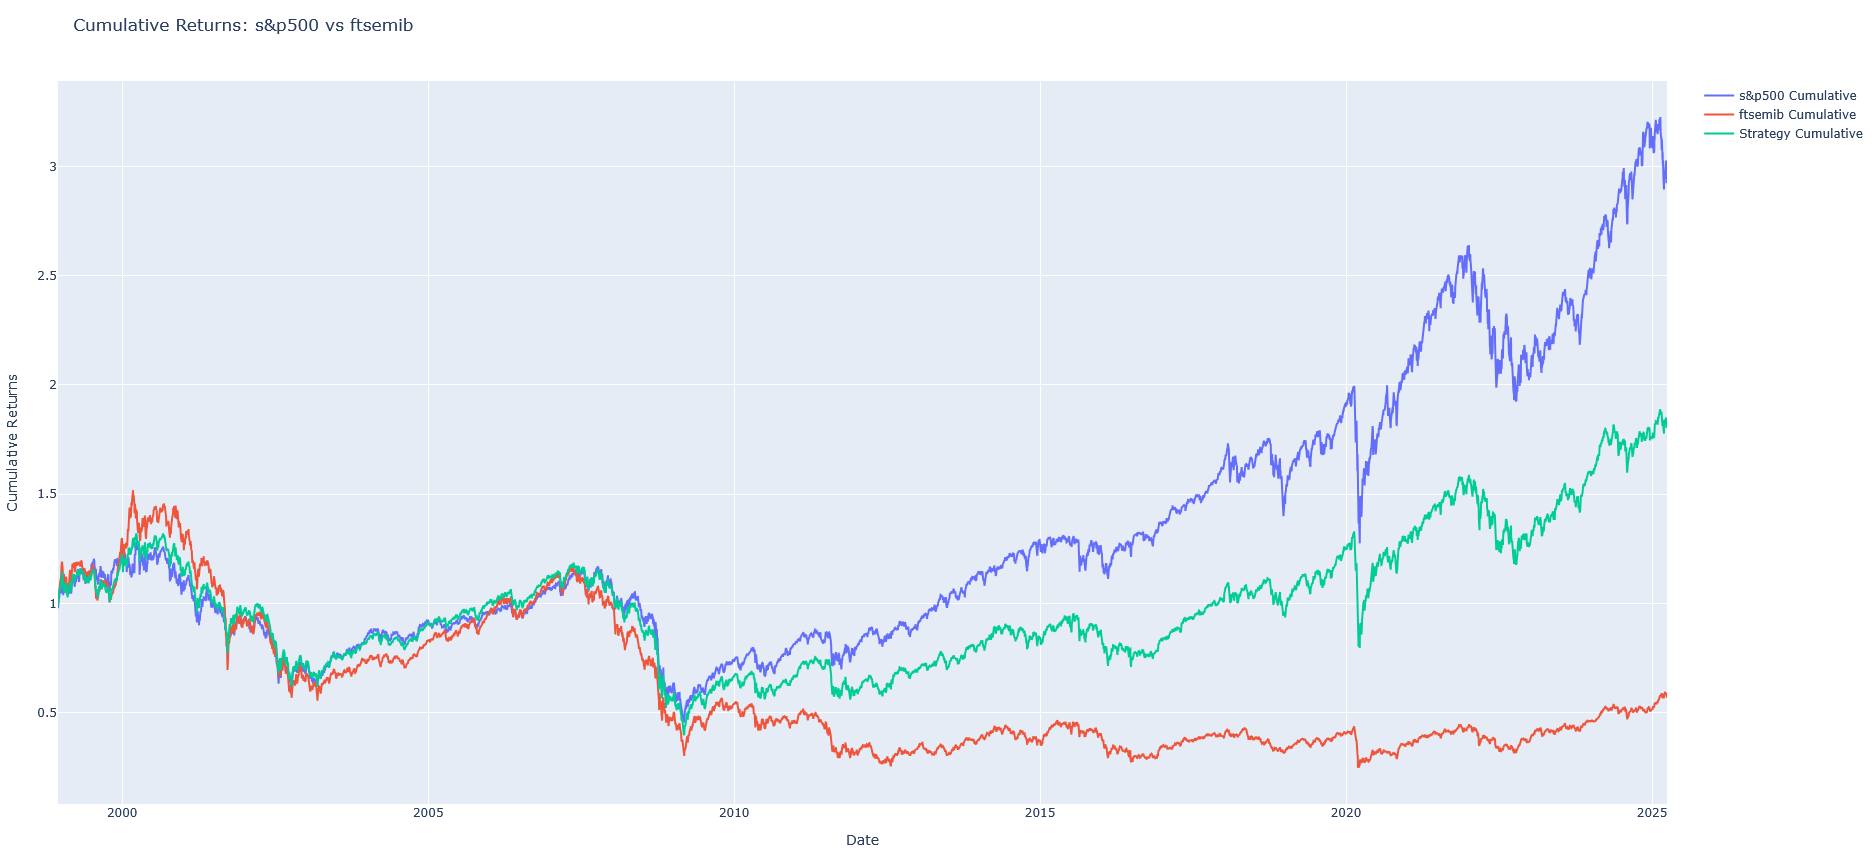 Cumulative Returns: s&p500 vs ftsemib
s&p500 Cumulative
ftsemib Cumulative
Strategy Cumulative
Cumulative Returns
3
2.5
2
1.5
1
0.5
2000
2005
2010
2015
2020
2025
Date